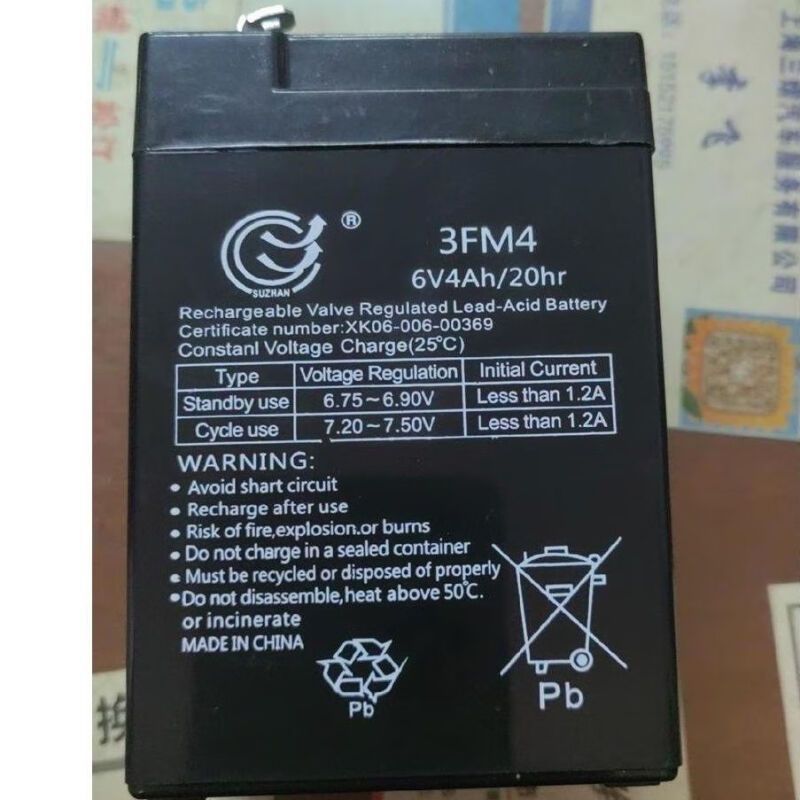 ®
SUZHAN
3FM4
6V4Ah/20hr
Rechargeable Valve Regulated Lead-Acid Battery
Certificate number:XK06-006-00369
Constanl Voltage Charge(25℃)
Type Voltage Regulation Initial Current
Standby use 6.75~6.90V Less than 1.2A
Cycle use 7.20~7.50V Less than 1.2A
WARNING:
• Avoid shart circuit
• Recharge after use
• Risk of fire,explosion.or burns
• Do not charge in a sealed container
• Must be recycled or disposed of properly
• Do not disassemble,heat above 50℃.
or incinerate
MADE IN CHINA
Pb
Pb
换